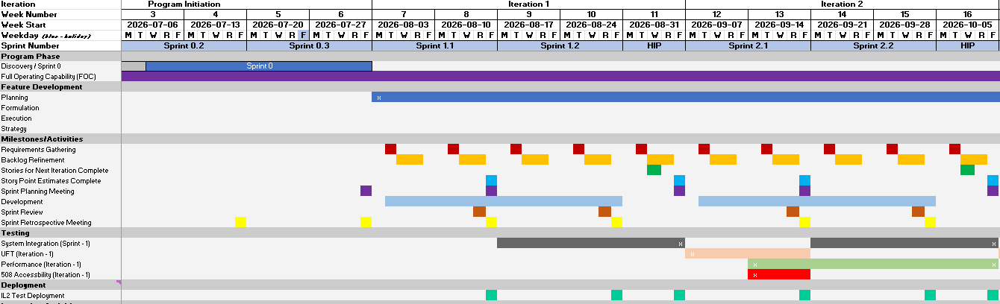 Iteration Program Initiation Iteration 1 Iteration 2
Week Number 3 4 5 6 7 8 9 10 11 12 13 14 15 16
Week Start 2026-07-06 2026-07-13 2026-07-20 2026-07-27 2026-08-03 2026-08-10 2026-08-17 2026-08-24 2026-08-31 2026-09-07 2026-09-14 2026-09-21 2026-09-28 2026-10-05
Weekday (blue - holiday) M T W R F M T W R F M T W R F M T W R F M T W R F M T W R F M T W R F M T W R F M T W R F M T W R F M T W R F M T W R F M T W R F M T W R F
Sprint Number Sprint 0.2 Sprint 0.3 Sprint 1.1 Sprint 1.2 HIP Sprint 2.1 Sprint 2.2 HIP
Program Phase
Discovery / Sprint 0 Sprint 0
Full Operating Capability (FOC)
Feature Development
Planning x
Formulation
Execution
Strategy
Milestones/Activities
Requirements Gathering
Backlog Refinement
Stories for Next Iteration Complete
Story Point Estimates Complete
Sprint Planning Meeting
Development
Sprint Review
Sprint Retrospective Meeting
Testing
System Integration (Sprint - 1) x x
UFT (Iteration - 1) x
Performance (Iteration - 1) x x
508 Accessbility (Iteration - 1) x
Deployment
IL2 Test Deployment